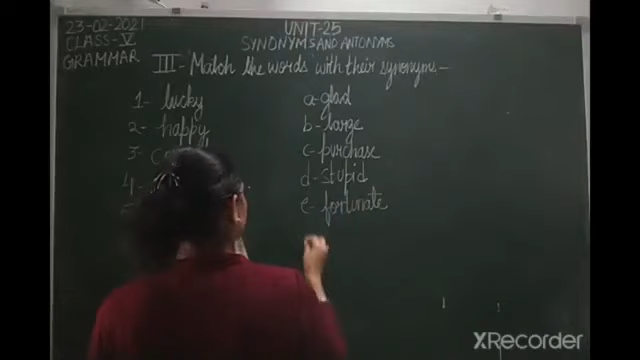 23-02-2021
CLASS-V
GRAMMAR
UNIT-25
SYNONYMS AND ANTONYMS
III- Match the words with their synonyms-
1- lucky a- glad
2- happy b- large
3- c- purchase
4- d- stupid
e- fortunate
XRecorder